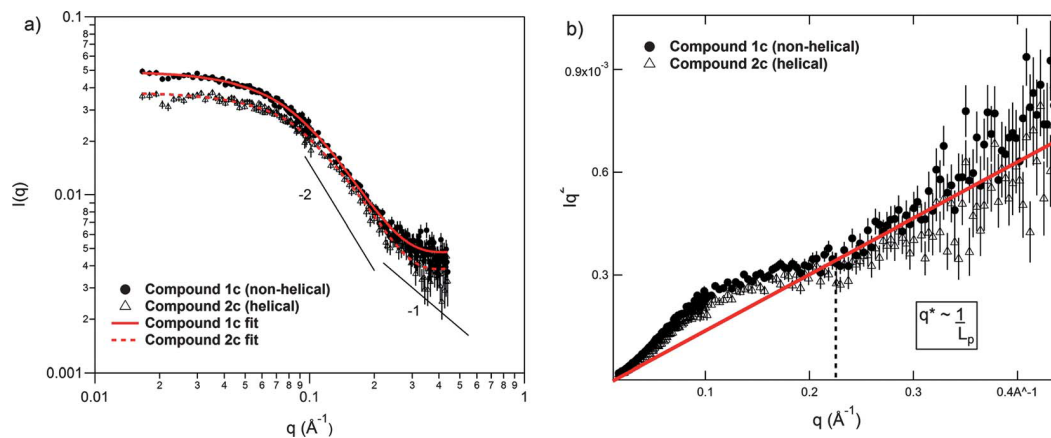 a)
0.1
9
8
7
6
5
4
3
2
0.01
9
8
7
6
5
4
3
2
0.001
I(q)
-2
-1
Compound 1c (non-helical)
Compound 2c (helical)
Compound 1c fit
Compound 2c fit
0.01
2 3 4 5 6 7 8 9
0.1
2 3 4 5 6 7 8 9
1
q (Å⁻¹)
b)
Compound 1c (non-helical)
Compound 2c (helical)
0.9x10⁻³
0.6
0.3
Iq²
q* ~ 1
Lp
0.1 0.2 0.3 0.4A^-1
q (Å⁻¹)